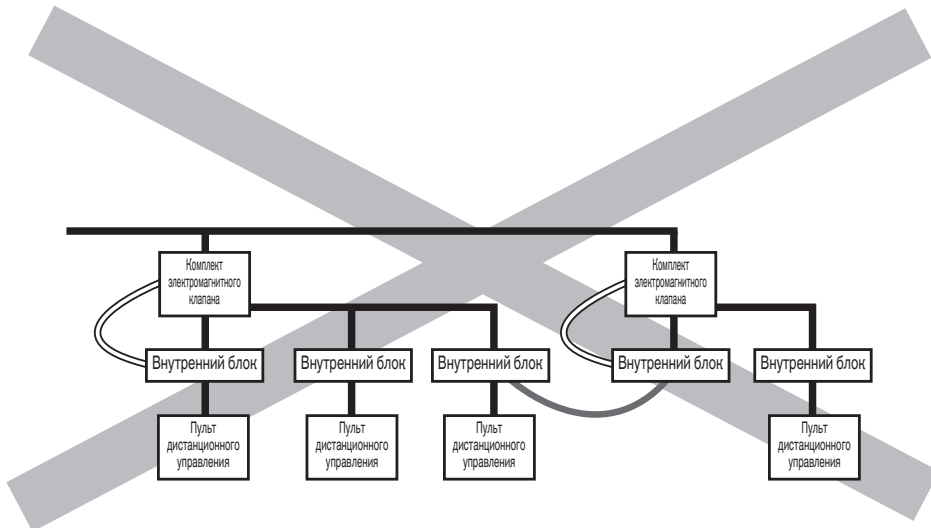 Комплект
электромагнитного
клапана
Комплект
электромагнитного
клапана
Внутренний блок
Внутренний блок
Внутренний блок
Внутренний блок
Внутренний блок
Пульт
дистанционного
управления
Пульт
дистанционного
управления
Пульт
дистанционного
управления
Пульт
дистанционного
управления